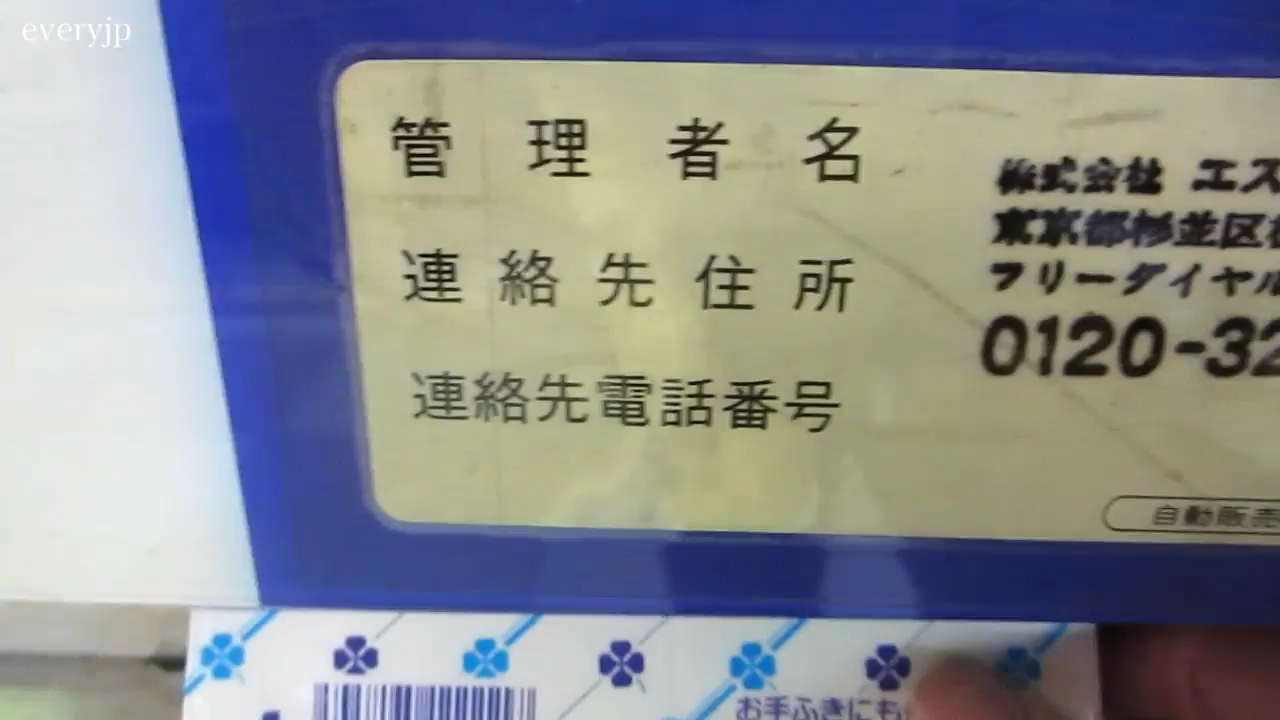 everyjp
管理者名
株式会社 エス
連絡先住所
東京都杉並区
フリーダイヤル
連絡先電話番号
0120-32
自動販売
お手ふきにも